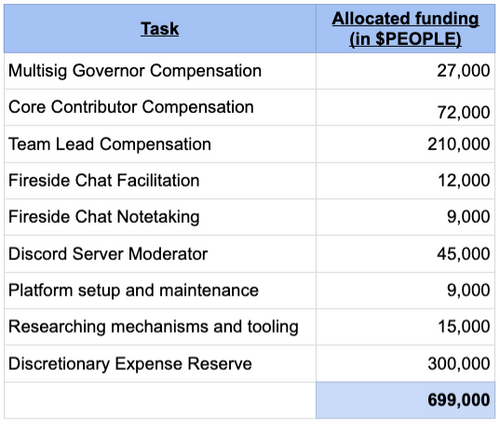 Task Allocated funding
(in $PEOPLE)
Multisig Governor Compensation 27,000
Core Contributor Compensation 72,000
Team Lead Compensation 210,000
Fireside Chat Facilitation 12,000
Fireside Chat Notetaking 9,000
Discord Server Moderator 45,000
Platform setup and maintenance 9,000
Researching mechanisms and tooling 15,000
Discretionary Expense Reserve 300,000
699,000